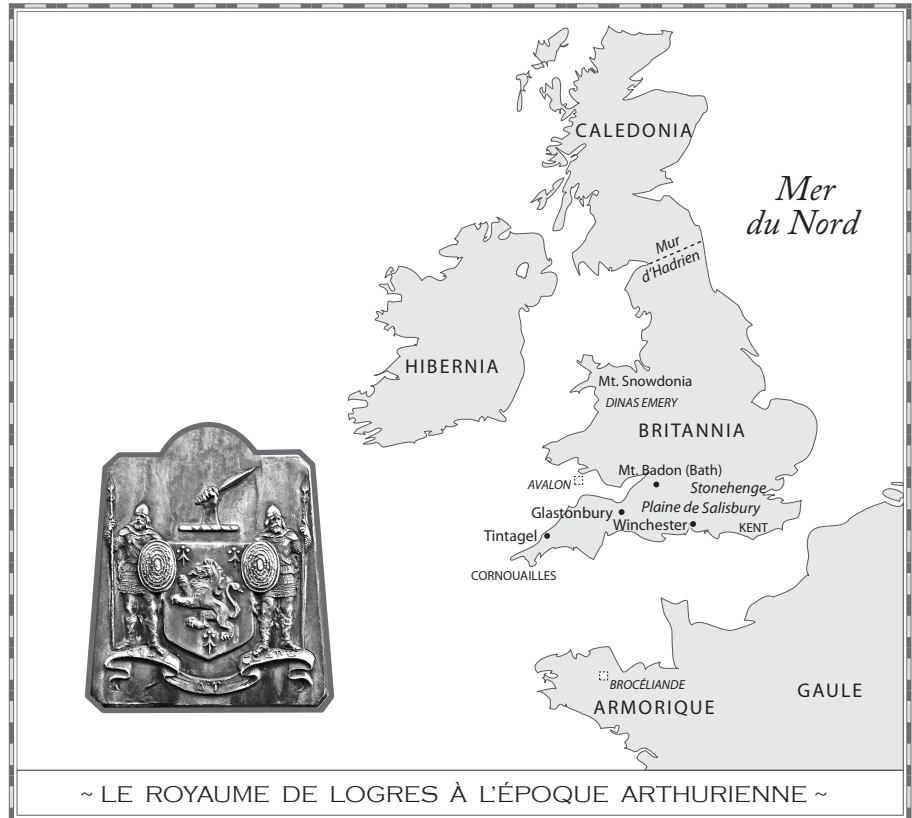 CALEDONIA
Mer
du Nord
Mur
d'Hadrien
HIBERNIA
Mt. Snowdonia
DINAS EMERY
BRITANNIA
Mt. Badon (Bath)
AVALON
Stonehenge
Plaine de Salisbury
Glastonbury
Winchester
KENT
Tintagel
CORNOUAILLES
BROCÉLIANDE
GAULE
ARMORIQUE
AT
~ LE ROYAUME DE LOGRES À L'ÉPOQUE ARTHURIENNE ~